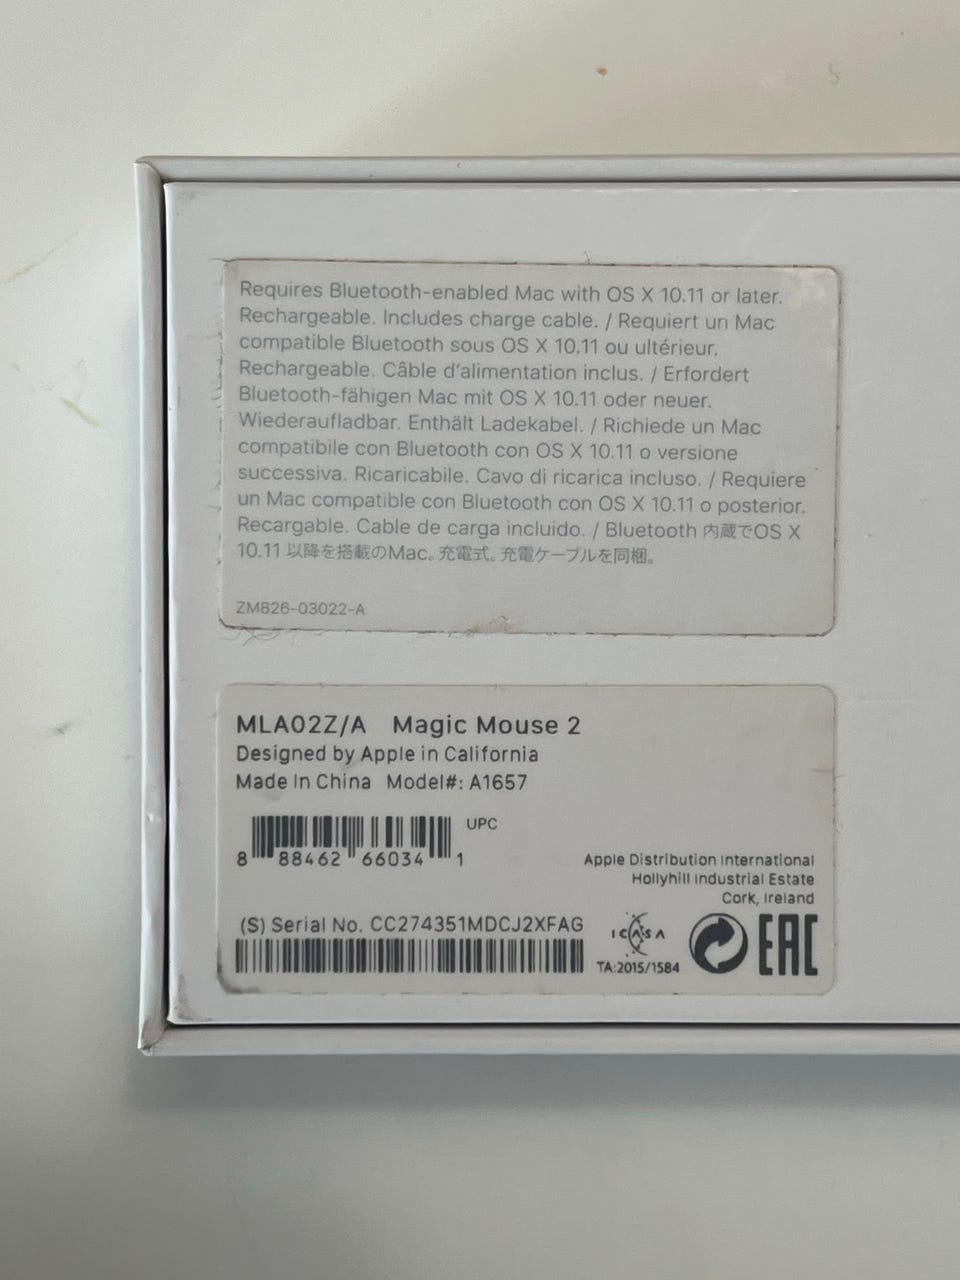 Requires Bluetooth-enabled Mac with OS X 10.11 or later.
Rechargeable. Includes charge cable. / Requiert un Mac
compatible Bluetooth sous OS X 10.11 ou ultérieur.
Rechargeable. Câble d'alimentation inclus. / Erfordert
Bluetooth-fähigen Mac mit OS X 10.11 oder neuer.
Wiederaufladbar. Enthält Ladekabel. / Richiede un Mac
compatibile con Bluetooth con OS X 10.11 o versione
successiva. Ricaricabile. Cavo di ricarica incluso. / Requiere
un Mac compatible con Bluetooth con OS X 10.11 o posterior.
Recargable. Cable de carga incluido. / Bluetooth 内蔵でOS X
10.11 以降を搭載のMac。充電式。充電ケーブルを同梱。
ZM826-03022-A
MLA02Z/A Magic Mouse 2
Designed by Apple in California
Made In China Model#: A1657
UPC
8 88462 66034 1
Apple Distribution International
Hollyhill Industrial Estate
Cork, Ireland
(S) Serial No. CC274351MDCJ2XFAG
ICASA
TA:2015/1584
EAC